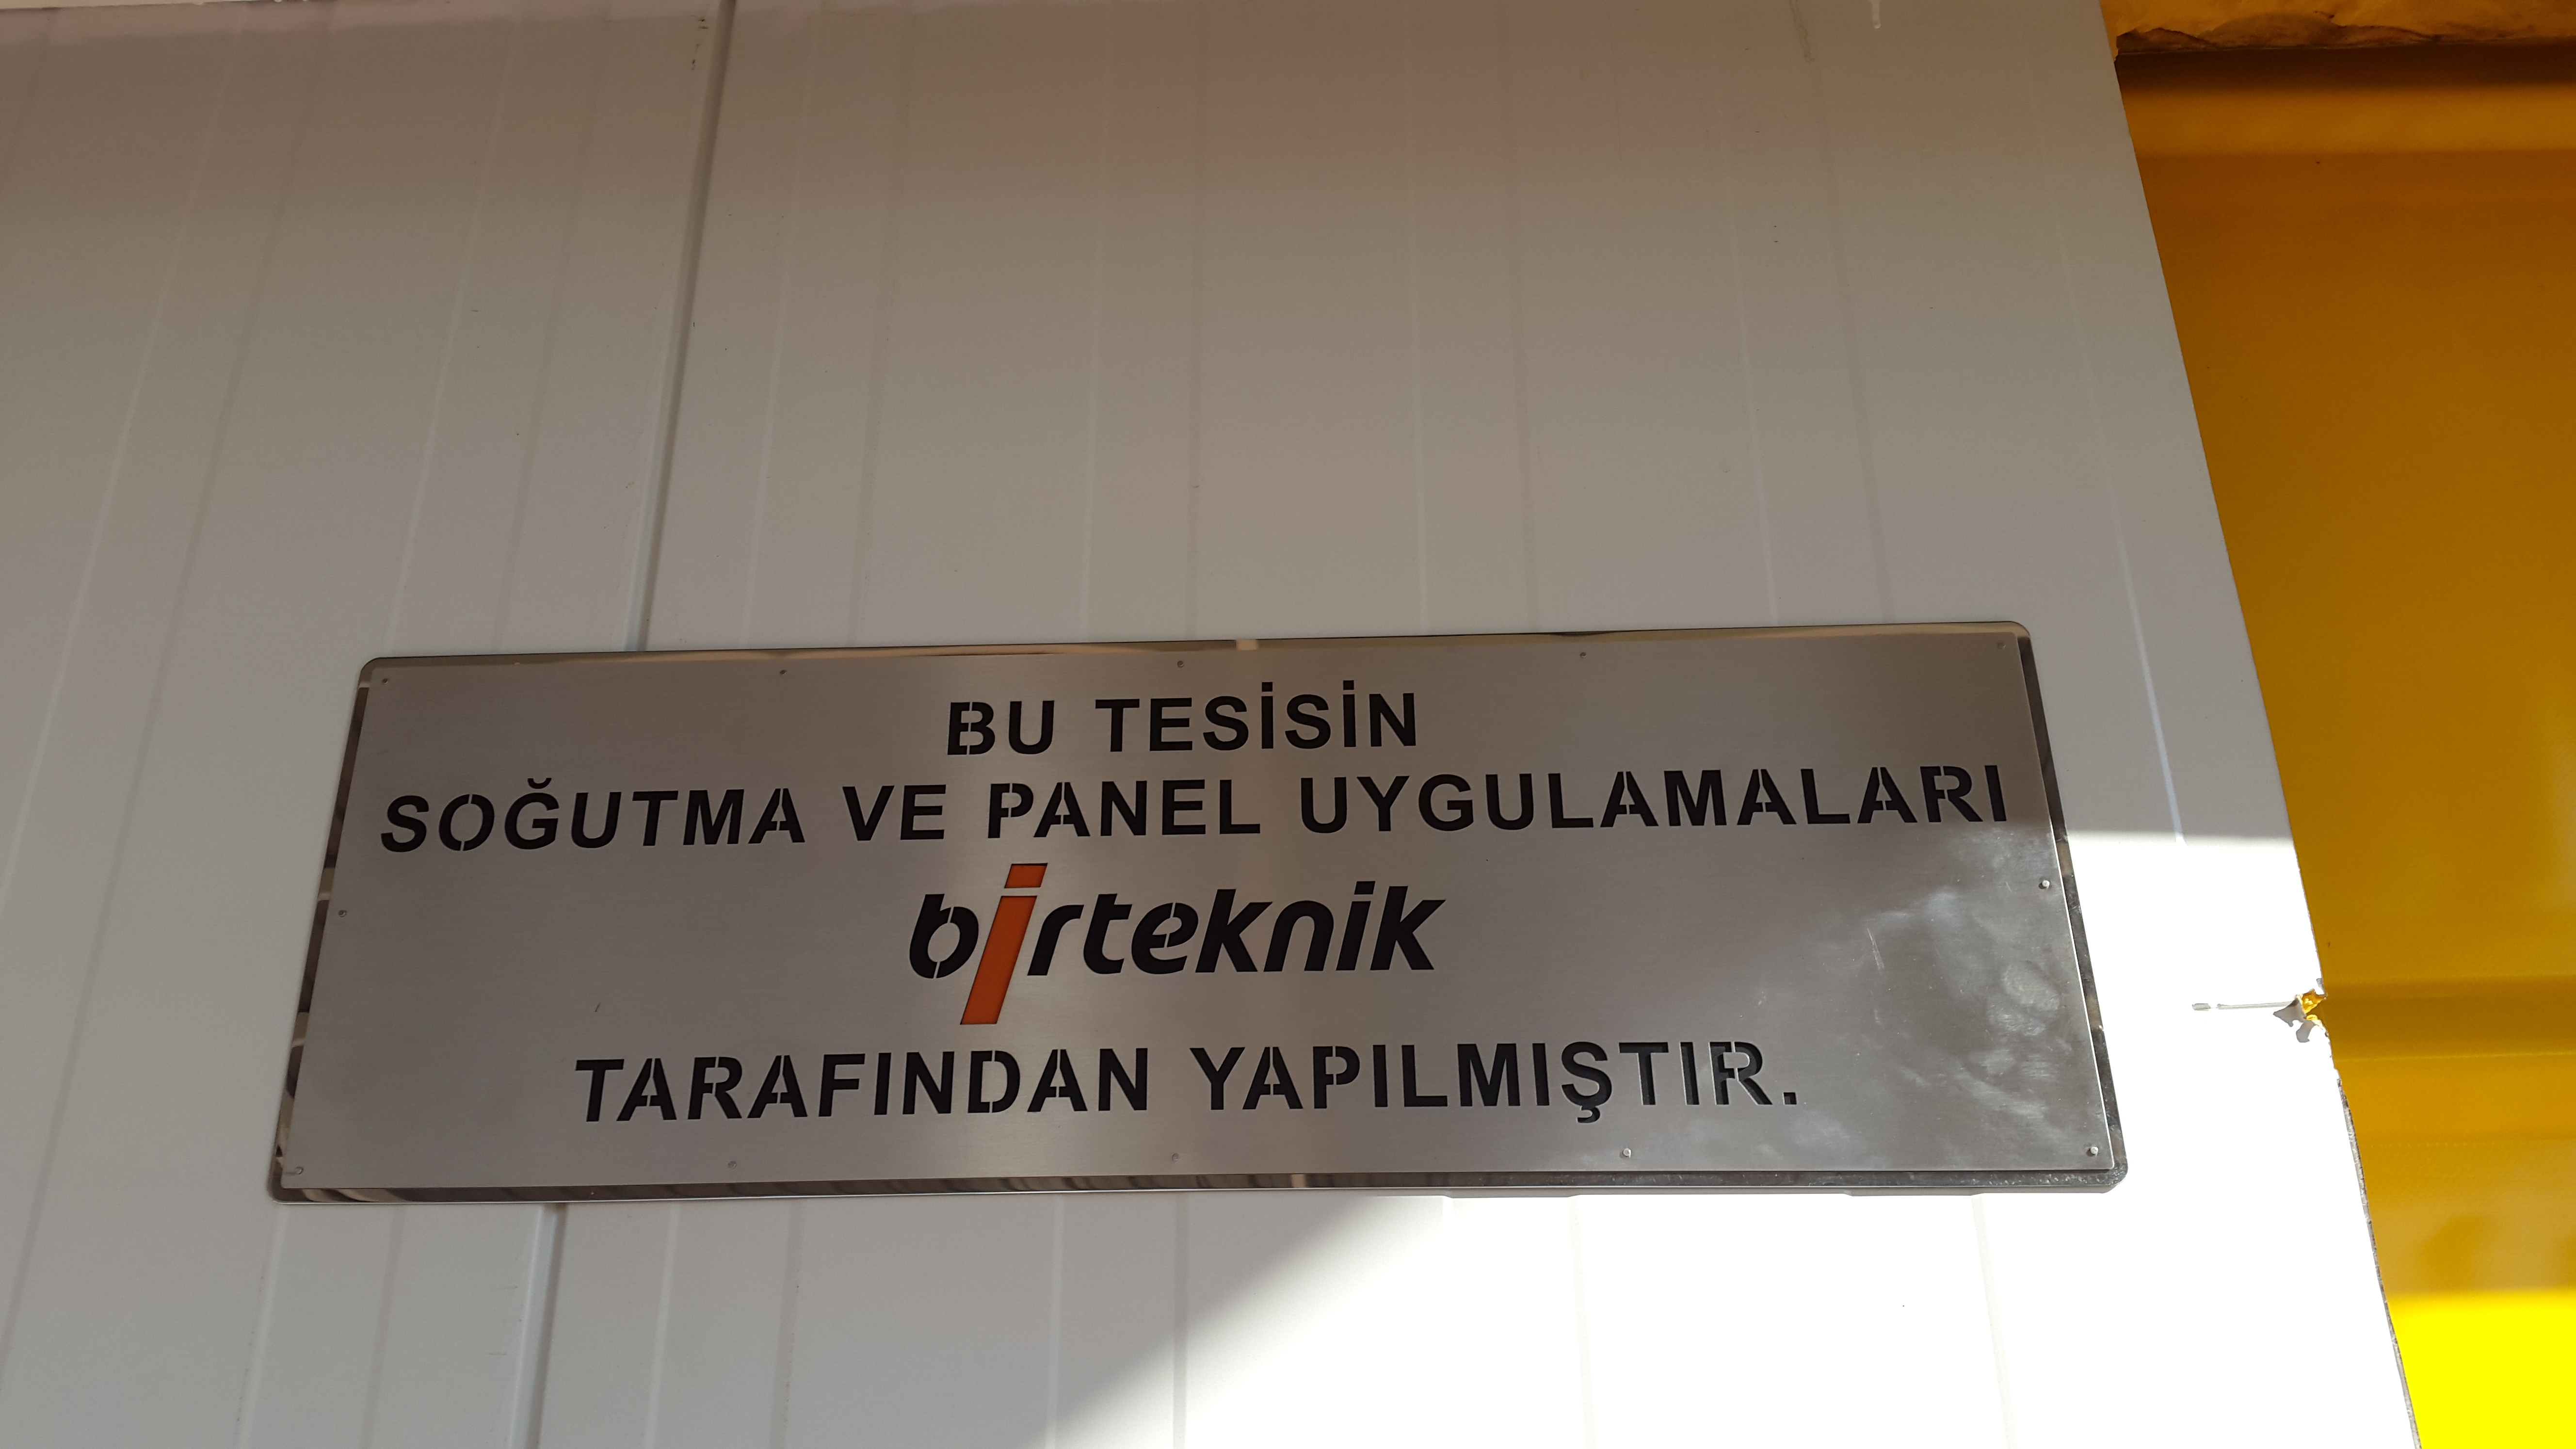 BU TESİSİN
SOĞUTMA VE PANEL UYGULAMALARI
birteknik
TARAFINDAN YAPILMIŞTIR.